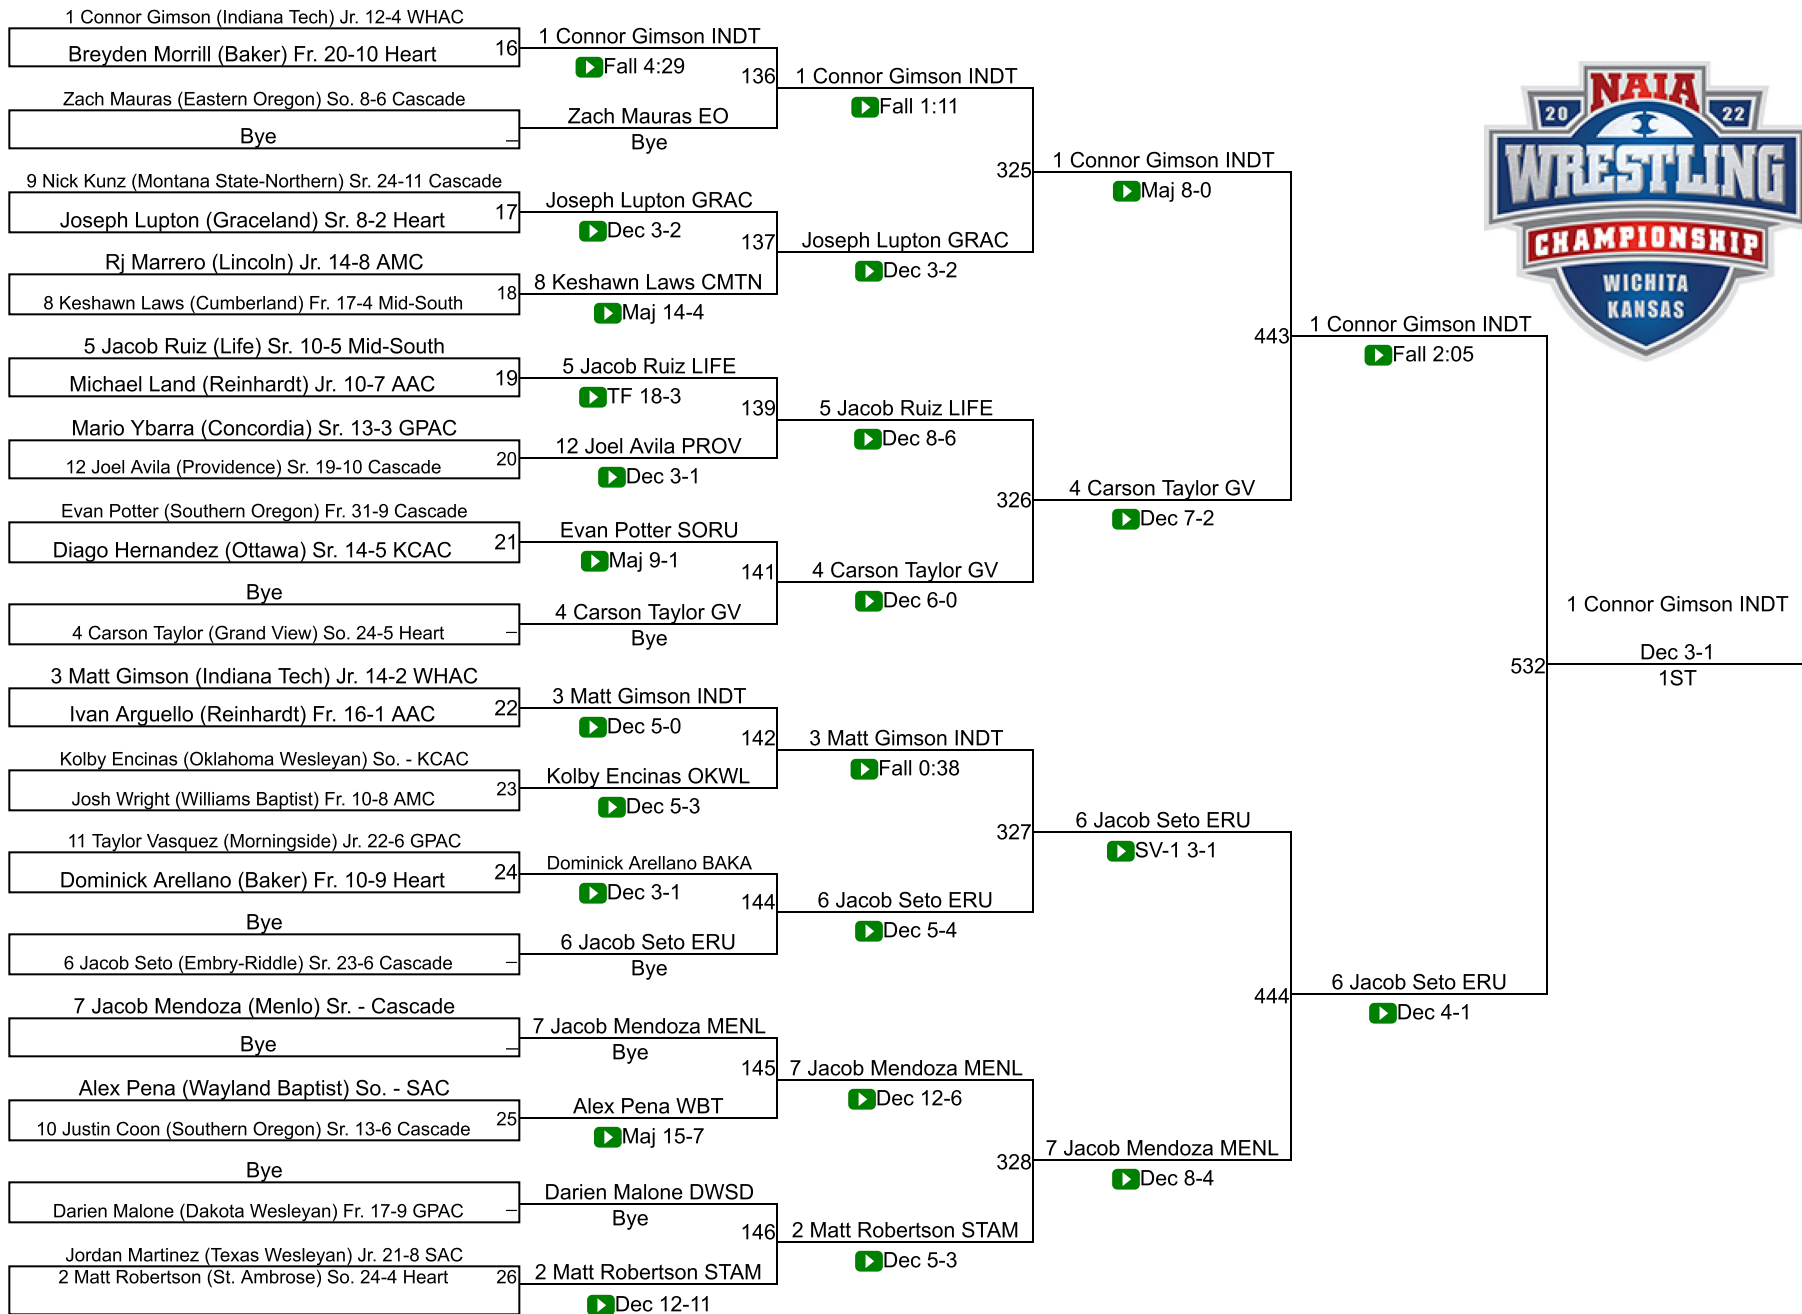 1 Connor Gimson (Indiana Tech) Jr. 12-4 WHAC
Breyden Morrill (Baker) Fr. 20-10 Heart
16
Zach Mauras (Eastern Oregon) So. 8-6 Cascade
Bye
–
9 Nick Kunz (Montana State-Northern) Sr. 24-11 Cascade
Joseph Lupton (Graceland) Sr. 8-2 Heart
17
Rj Marrero (Lincoln) Jr. 14-8 AMC
8 Keshawn Laws (Cumberland) Fr. 17-4 Mid-South
18
5 Jacob Ruiz (Life) Sr. 10-5 Mid-South
Michael Land (Reinhardt) Jr. 10-7 AAC
19
Mario Ybarra (Concordia) Sr. 13-3 GPAC
12 Joel Avila (Providence) Sr. 19-10 Cascade
20
Evan Potter (Southern Oregon) Fr. 31-9 Cascade
Diago Hernandez (Ottawa) Sr. 14-5 KCAC
21
Bye
4 Carson Taylor (Grand View) So. 24-5 Heart
–
3 Matt Gimson (Indiana Tech) Jr. 14-2 WHAC
Ivan Arguello (Reinhardt) Fr. 16-1 AAC
22
Kolby Encinas (Oklahoma Wesleyan) So. - KCAC
Josh Wright (Williams Baptist) Fr. 10-8 AMC
23
11 Taylor Vasquez (Morningside) Jr. 22-6 GPAC
Dominick Arellano (Baker) Fr. 10-9 Heart
24
Bye
6 Jacob Seto (Embry-Riddle) Sr. 23-6 Cascade
–
7 Jacob Mendoza (Menlo) Sr. - Cascade
Bye
–
Alex Pena (Wayland Baptist) So. - SAC
10 Justin Coon (Southern Oregon) Sr. 13-6 Cascade
25
Bye
Darien Malone (Dakota Wesleyan) Fr. 17-9 GPAC
–
Jordan Martinez (Texas Wesleyan) Jr. 21-8 SAC
2 Matt Robertson (St. Ambrose) So. 24-4 Heart
26
1 Connor Gimson INDT
Fall 4:29
136
Zach Mauras EO
Bye
Joseph Lupton GRAC
Dec 3-2
137
8 Keshawn Laws CMTN
Maj 14-4
5 Jacob Ruiz LIFE
TF 18-3
139
12 Joel Avila PROV
Dec 3-1
Evan Potter SORU
Maj 9-1
141
4 Carson Taylor GV
Bye
3 Matt Gimson INDT
Dec 5-0
142
Kolby Encinas OKWL
Dec 5-3
Dominick Arellano BAKA
Dec 3-1
144
6 Jacob Seto ERU
Bye
7 Jacob Mendoza MENL
Bye
145
Alex Pena WBT
Maj 15-7
Darien Malone DWSD
Bye
146
2 Matt Robertson STAM
Dec 12-11
1 Connor Gimson INDT
Fall 1:11
325
Joseph Lupton GRAC
Dec 3-2
5 Jacob Ruiz LIFE
Dec 8-6
326
4 Carson Taylor GV
Dec 6-0
3 Matt Gimson INDT
Fall 0:38
327
6 Jacob Seto ERU
Dec 5-4
7 Jacob Mendoza MENL
Dec 12-6
328
2 Matt Robertson STAM
Dec 5-3
1 Connor Gimson INDT
Maj 8-0
443
4 Carson Taylor GV
Dec 7-2
6 Jacob Seto ERU
SV-1 3-1
444
7 Jacob Mendoza MENL
Dec 8-4
1 Connor Gimson INDT
Fall 2:05
532
6 Jacob Seto ERU
Dec 4-1
1 Connor Gimson INDT
Dec 3-1
1ST
NAIA
20 22
WRESTLING
CHAMPIONSHIP
WICHITA
KANSAS